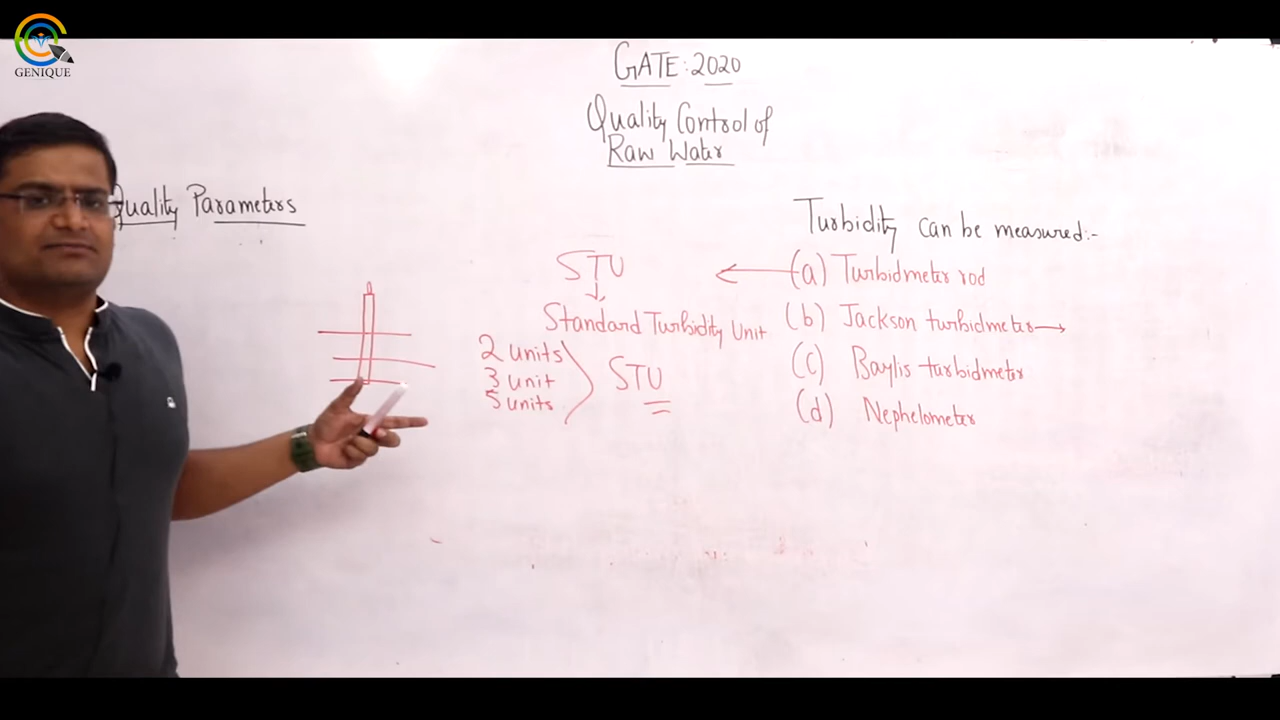 GENIQUE
GATE: 2020
Quality Control of
Raw Water
Quality Parameters
Turbidity can be measured:-
STU
(a) Turbidmeter rod
Standard Turbidity Unit
(b) Jackson turbidmeter
2 units
3 unit
5 units
STU
(c) Baylis turbidmeter
(d) Nephelometer